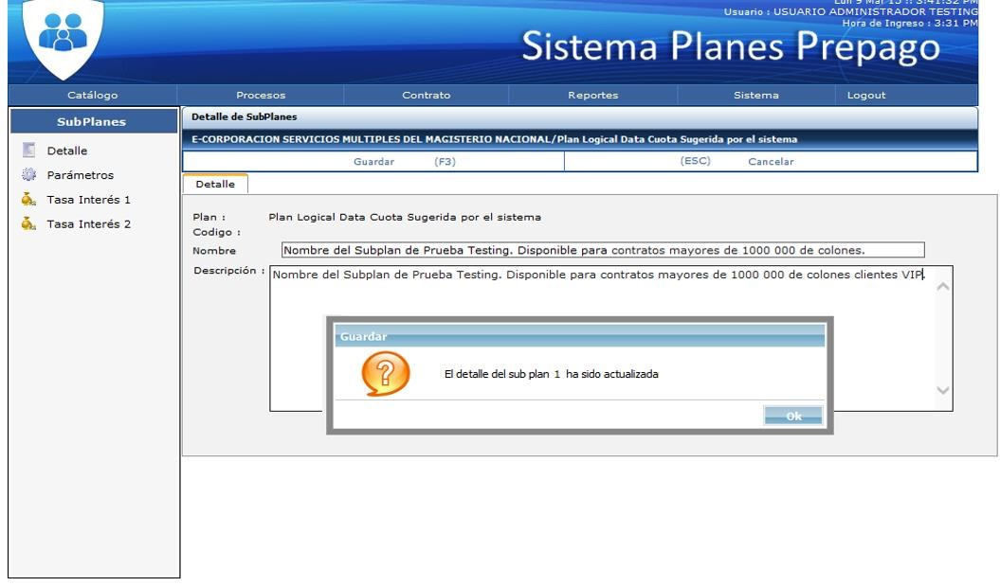 Lun 9 Mar 15 :: 3:41:32 PM
Usuario : USUARIO ADMINISTRADOR TESTING
Hora de Ingreso : 3:31 PM
Sistema Planes Prepago
Catálogo Procesos Contrato Reportes Sistema Logout
SubPlanes
Detalle
Parámetros
Tasa Interés 1
Tasa Interés 2
Detalle de SubPlanes
E-CORPORACION SERVICIOS MULTIPLES DEL MAGISTERIO NACIONAL/Plan Logical Data Cuota Sugerida por el sistema
Guardar (F3) (ESC) Cancelar
Detalle
Plan : Plan Logical Data Cuota Sugerida por el sistema
Codigo :
Nombre Nombre del Subplan de Prueba Testing. Disponible para contratos mayores de 1000 000 de colones.
Descripción : Nombre del Subplan de Prueba Testing. Disponible para contratos mayores de 1000 000 de colones clientes VIP.
Guardar
El detalle del sub plan 1 ha sido actualizada
Ok